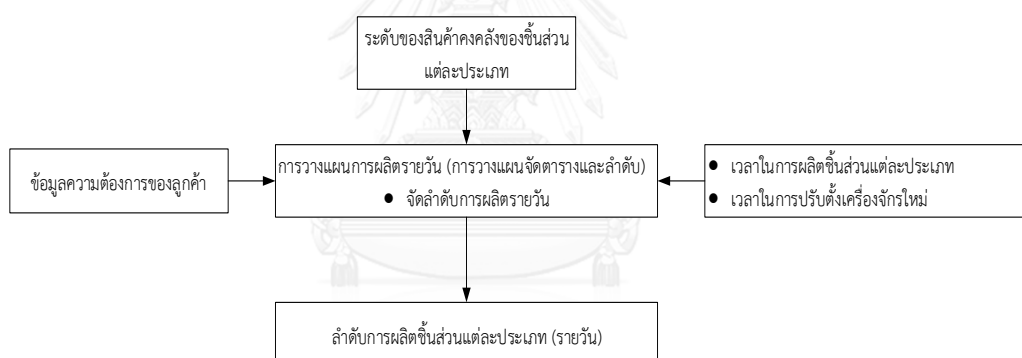 ระดับของสินค้าคงคลังของชิ้นส่วน
แต่ละประเภท
ข้อมูลความต้องการของลูกค้า
การวางแผนการผลิตรายวัน (การวางแผนจัดตารางและลำดับ)
● จัดลำดับการผลิตรายวัน
● เวลาในการผลิตชิ้นส่วนแต่ละประเภท
● เวลาในการปรับตั้งเครื่องจักรใหม่
ลำดับการผลิตชิ้นส่วนแต่ละประเภท (รายวัน)